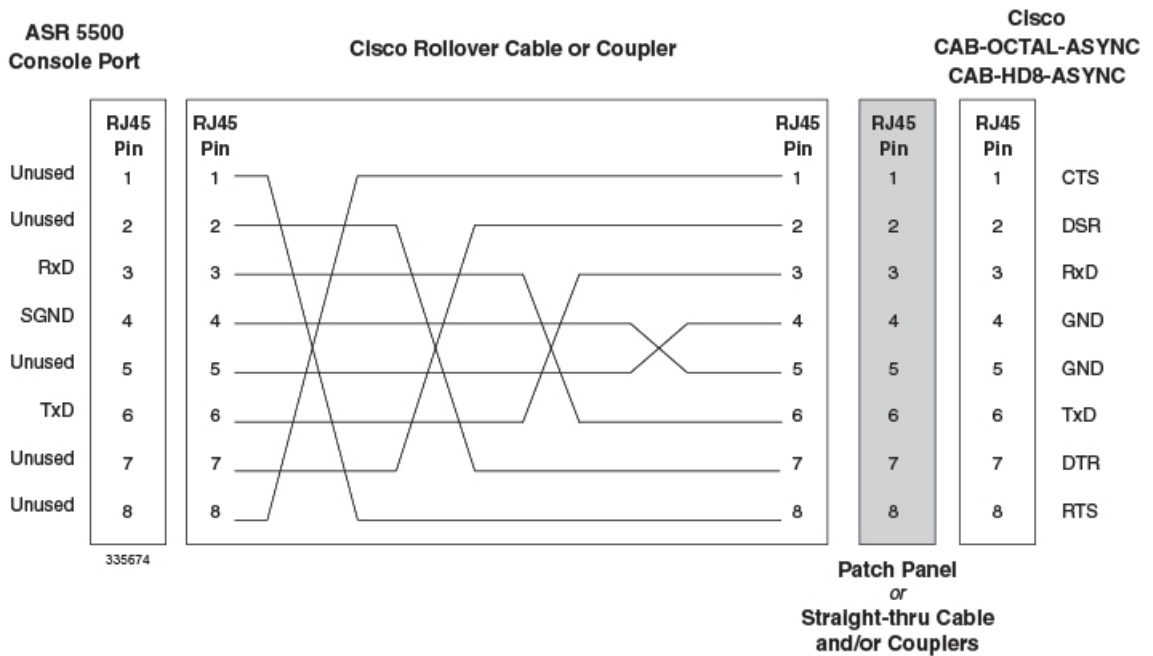 ASR 5500
Console Port
Cisco Rollover Cable or Coupler
Cisco
CAB-OCTAL-ASYNC
CAB-HD8-ASYNC
RJ45 RJ45 RJ45 RJ45 RJ45
Pin Pin Pin Pin Pin
Unused 1 1 1 1 1 CTS
Unused 2 2 2 2 2 DSR
RxD 3 3 3 3 3 RxD
SGND 4 4 4 4 4 GND
Unused 5 5 5 5 5 GND
TxD 6 6 6 6 6 TxD
Unused 7 7 7 7 7 DTR
Unused 8 8 8 8 8 RTS
335674
Patch Panel
or
Straight-thru Cable
and/or Couplers